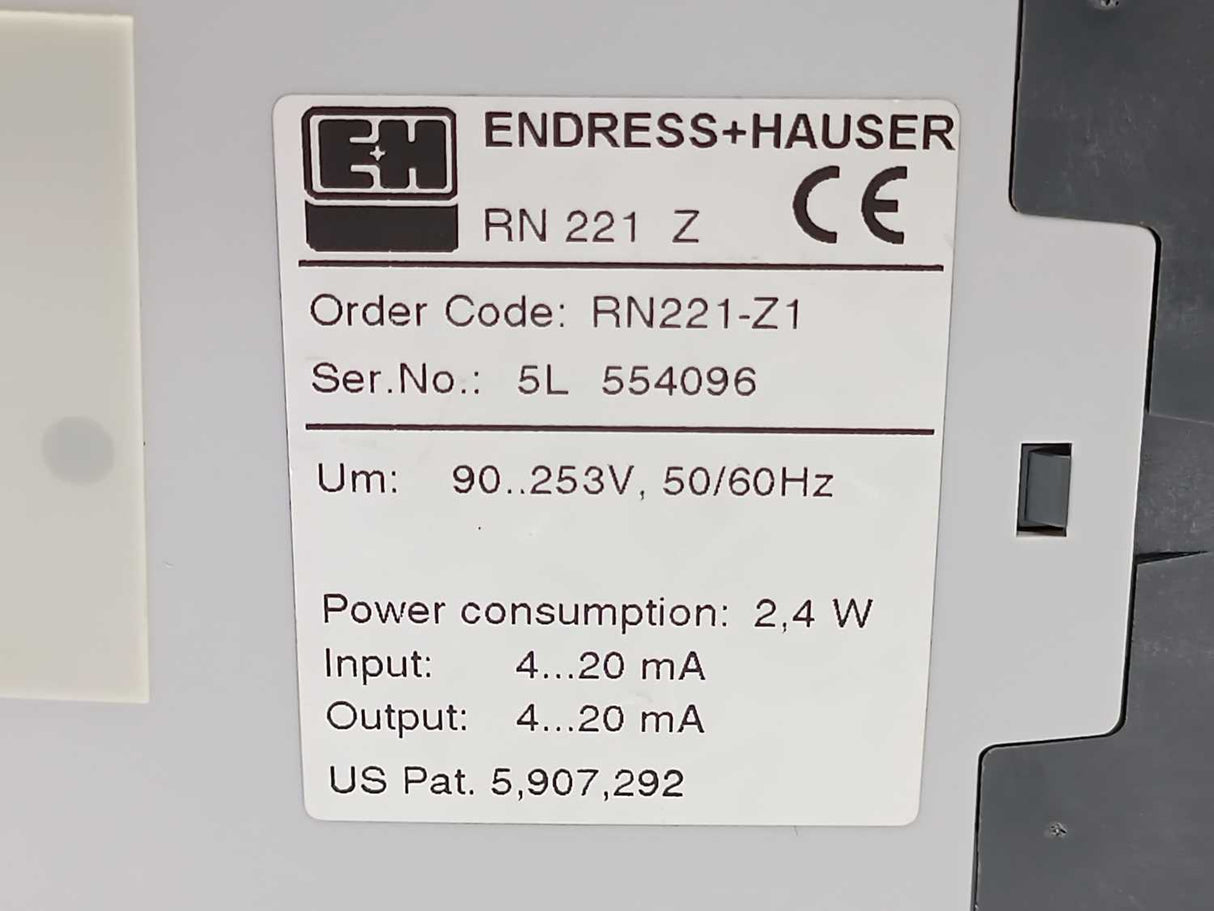 E+H
ENDRESS+HAUSER
CE
RN 221 Z
Order Code: RN221-Z1
Ser.No.: 5L 554096
Um: 90..253V, 50/60Hz
Power consumption: 2,4 W
Input: 4...20 mA
Output: 4...20 mA
US Pat. 5,907,292